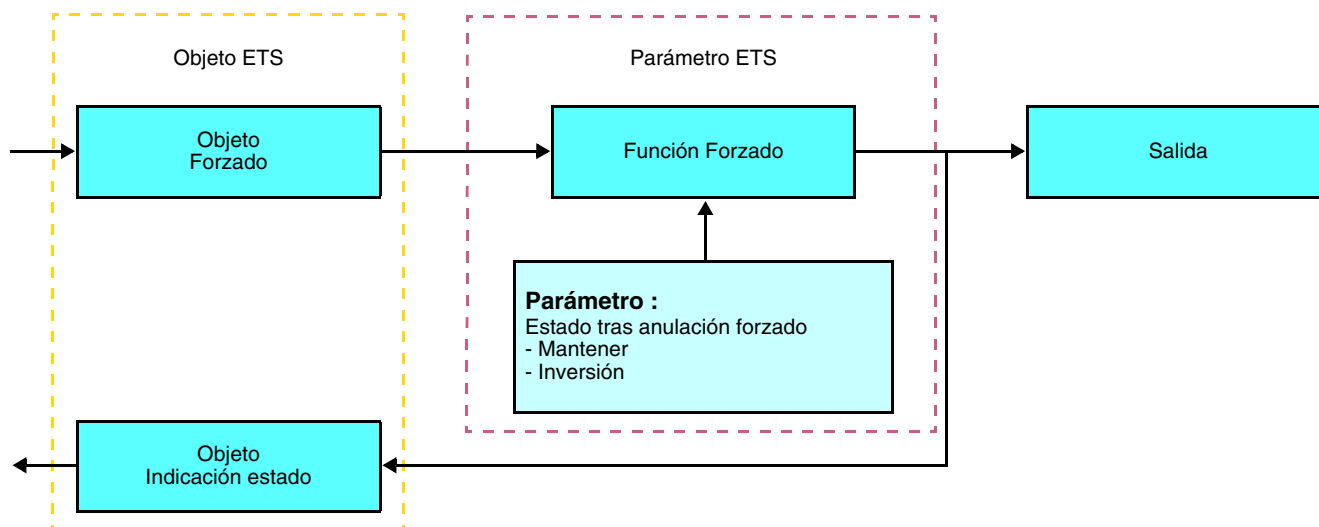 Objeto ETS
Parámetro ETS
Objeto
Forzado
Función Forzado
Salida
Parámetro :
Estado tras anulación forzado
- Mantener
- Inversión
Objeto
Indicación estado